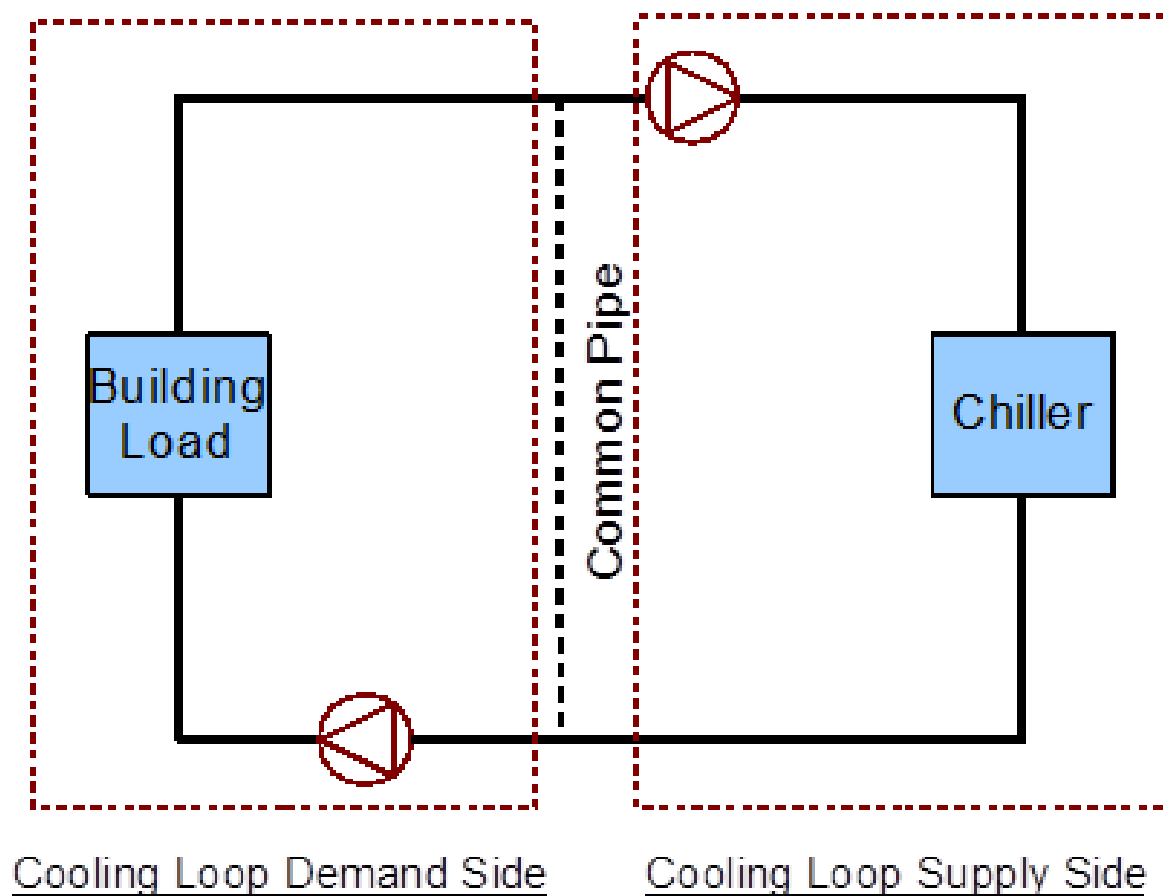 Building
Load
Common Pipe
Chiller
Cooling Loop Demand Side
Cooling Loop Supply Side